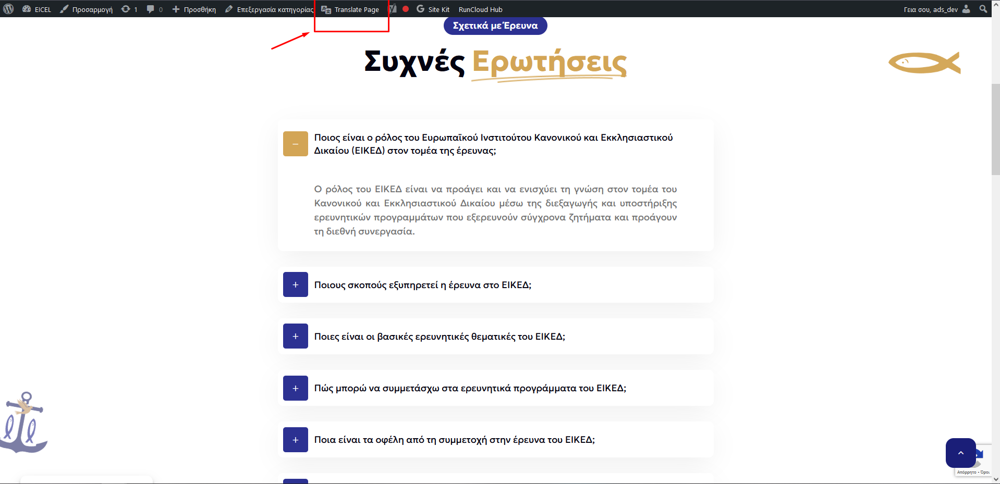 EICEL Προσαρμογή 1 0 Προσθήκη Επεξεργασία κατηγορίας Translate Page Site Kit RunCloud Hub Γεια σου, ads_dev
Σχετικά με Έρευνα
Συχνές Ερωτήσεις
Ποιος είναι ο ρόλος του Ευρωπαϊκού Ινστιτούτου Κανονικού και Εκκλησιαστικού
Δικαίου (ΕΙΚΕΔ) στον τομέα της έρευνας;
Ο ρόλος του ΕΙΚΕΔ είναι να προάγει και να ενισχύει τη γνώση στον τομέα του
Κανονικού και Εκκλησιαστικού Δικαίου μέσω της διεξαγωγής και υποστήριξης
ερευνητικών προγραμμάτων που εξερευνούν σύγχρονα ζητήματα και προάγουν
τη διεθνή συνεργασία.
Ποιους σκοπούς εξυπηρετεί η έρευνα στο ΕΙΚΕΔ;
Ποιες είναι οι βασικές ερευνητικές θεματικές του ΕΙΚΕΔ;
Πώς μπορώ να συμμετάσχω στα ερευνητικά προγράμματα του ΕΙΚΕΔ;
Ποια είναι τα οφέλη από τη συμμετοχή στην έρευνα του ΕΙΚΕΔ;
Απόρρητο - Όροι